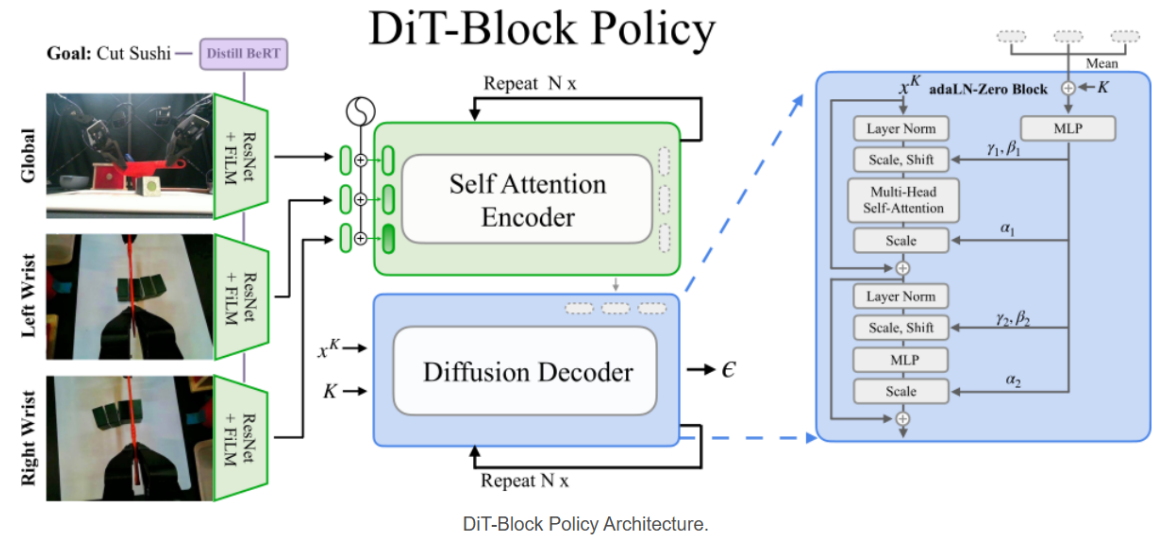 DiT-Block Policy
Goal: Cut Sushi
Distill BeRT
Global
ResNet
+ FiLM
Left Wrist
ResNet
+ FiLM
Right Wrist
ResNet
+ FiLM
Repeat N x
Self Attention
Encoder
x^K
K
Diffusion Decoder
ϵ
Repeat N x
Mean
x^K
adaLN-Zero Block
K
Layer Norm
MLP
Scale, Shift
γ₁, β₁
Multi-Head
Self-Attention
Scale
α₁
Layer Norm
Scale, Shift
γ₂, β₂
MLP
Scale
α₂
DiT-Block Policy Architecture.